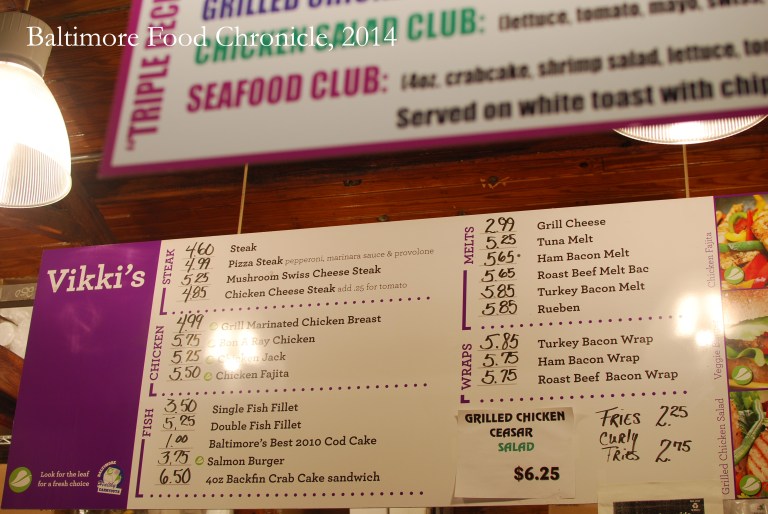 Baltimore Food Chronicle, 2014
"TRIPLE DEC
GRILLED CHICK
CHICKEN SALAD CLUB: (lettuce, tomato, mayo, swiss
SEAFOOD CLUB: (4oz. crabcake, shrimp salad, lettuce, tom
Served on white toast with chip
Vikki's
Look for the leaf
for a fresh choice
STEAK
4.60 Steak
4.99 Pizza Steak pepperoni, marinara sauce & provolone
5.25 Mushroom Swiss Cheese Steak
4.85 Chicken Cheese Steak add .25 for tomato
CHICKEN
4.99 Grill Marinated Chicken Breast
5.75 Ray Chicken
5.25 Chicken Jack
5.50 Chicken Fajita
FISH
3.50 Single Fish Fillet
5.25 Double Fish Fillet
1.00 Baltimore's Best 2010 Cod Cake
3.75 Salmon Burger
6.50 4oz Backfin Crab Cake sandwich
MELTS
2.99 Grill Cheese
5.25 Tuna Melt
5.65 Ham Bacon Melt
5.65 Roast Beef Melt Bac
5.85 Turkey Bacon Melt
5.85 Rueben
WRAPS
5.85 Turkey Bacon Wrap
5.75 Ham Bacon Wrap
5.75 Roast Beef Bacon Wrap
GRILLED CHICKEN
CEASAR
SALAD
$6.25
FRIES 2.25
CURLY
FRIES 2.75
Chicken Fajita
Veggie
Grilled Chicken Salad